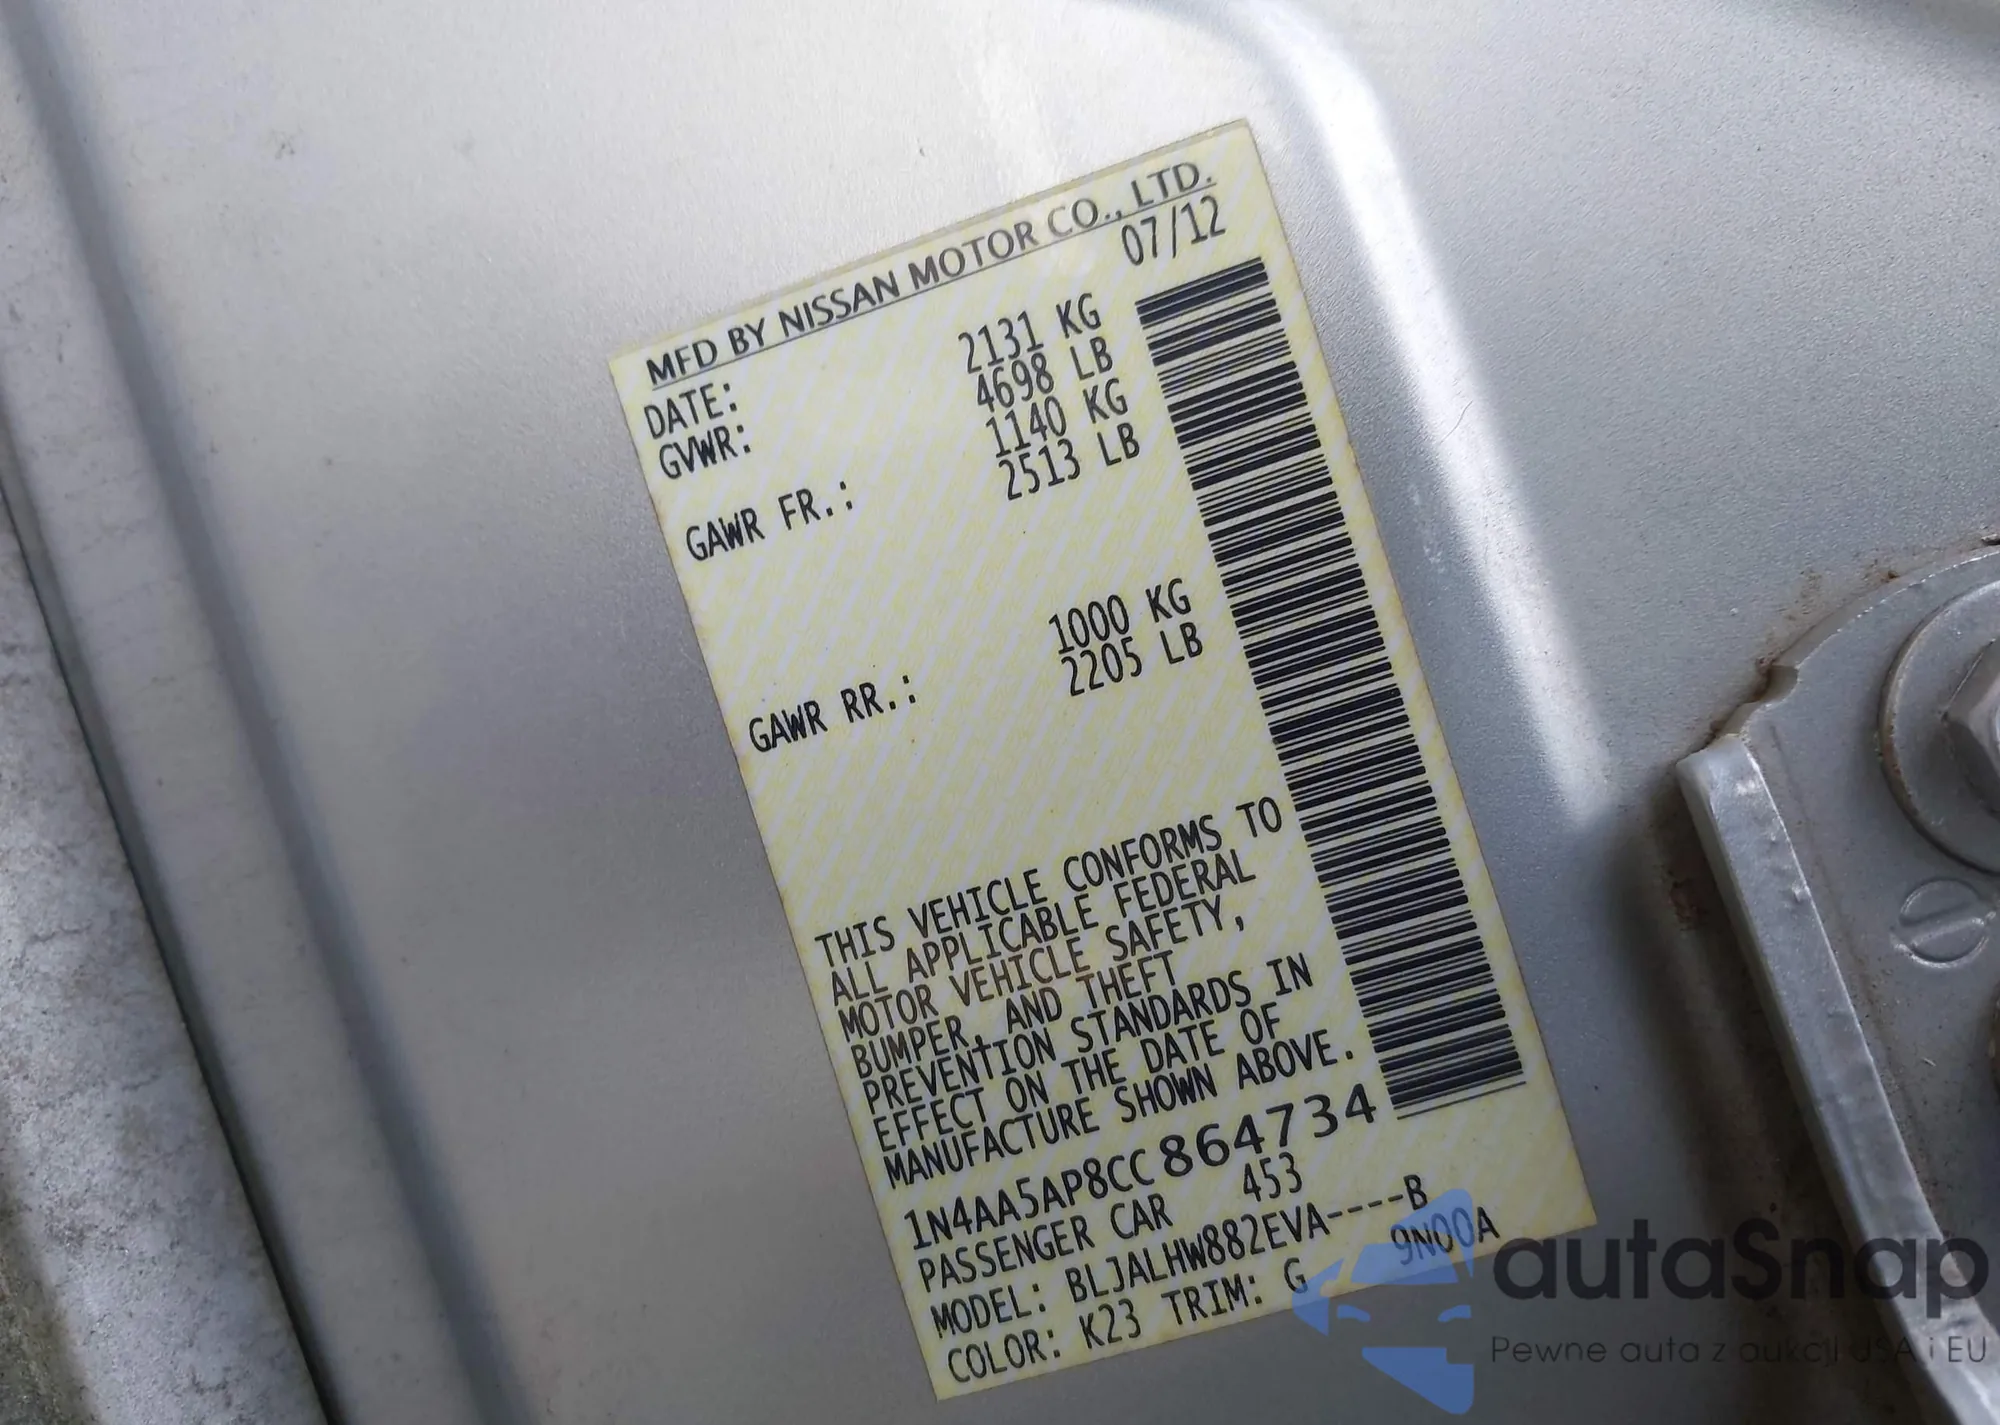 MFD BY NISSAN MOTOR CO., LTD.
DATE: 07/12
GVWR: 2131 KG
4698 LB
GAWR FR.: 1140 KG
2513 LB
GAWR RR.: 1000 KG
2205 LB
THIS VEHICLE CONFORMS TO
ALL APPLICABLE FEDERAL
MOTOR VEHICLE SAFETY,
BUMPER, AND THEFT
PREVENTION STANDARDS IN
EFFECT ON THE DATE OF
MANUFACTURE SHOWN ABOVE.
1N4AA5AP8CC864734
PASSENGER CAR 453
MODEL: BLJALHW882EVA----B
COLOR: K23 TRIM: G 9N00A
autaSnap
Pewne auta z aukcji USA i EU